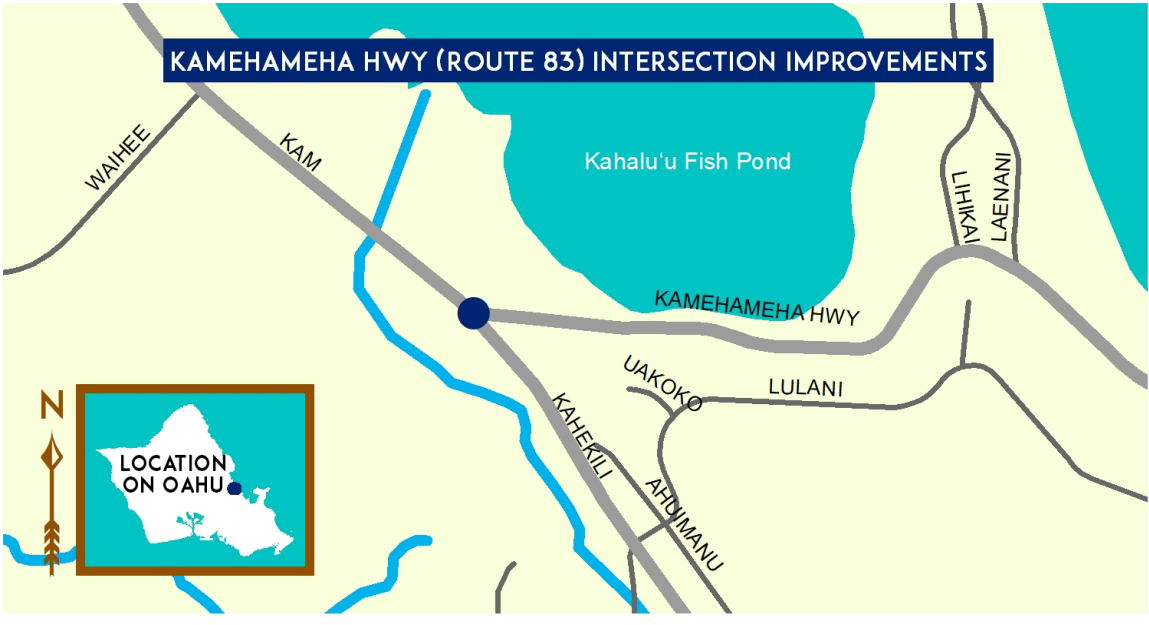 KAMEHAMEHA HWY (ROUTE 83) INTERSECTION IMPROVEMENTS
WAIHEE
KAM
Kahalu‘u Fish Pond
LIHIKAI
LAENANI
KAMEHAMEHA HWY
UAKOKO
LULANI
KAHEKILI
AHUIMANU
N
LOCATION
ON OAHU